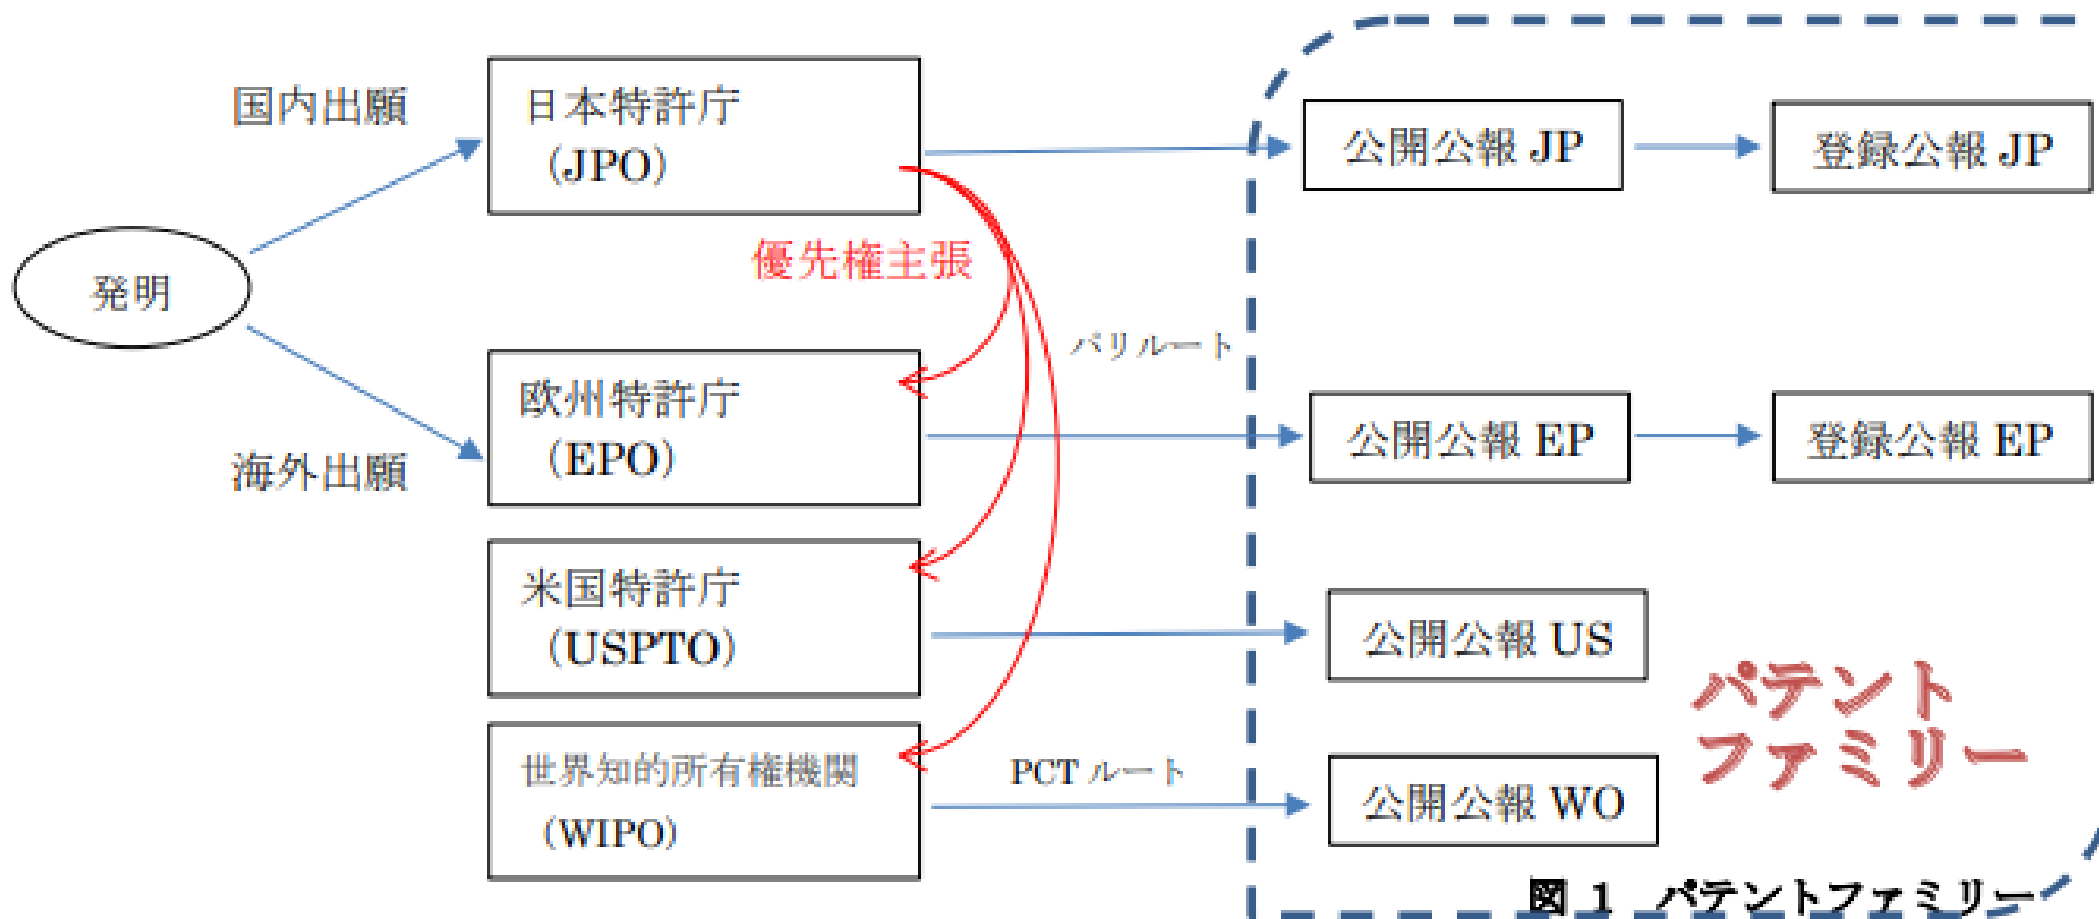 国内出願
日本特許庁
（JPO）
公開公報 JP
登録公報 JP
優先権主張
発明
パリルート
欧州特許庁
（EPO）
公開公報 EP
登録公報 EP
海外出願
米国特許庁
（USPTO）
公開公報 US
パテント
ファミリー
世界知的所有権機関
（WIPO）
PCT ルート
公開公報 WO
図 1　パテントファミリー